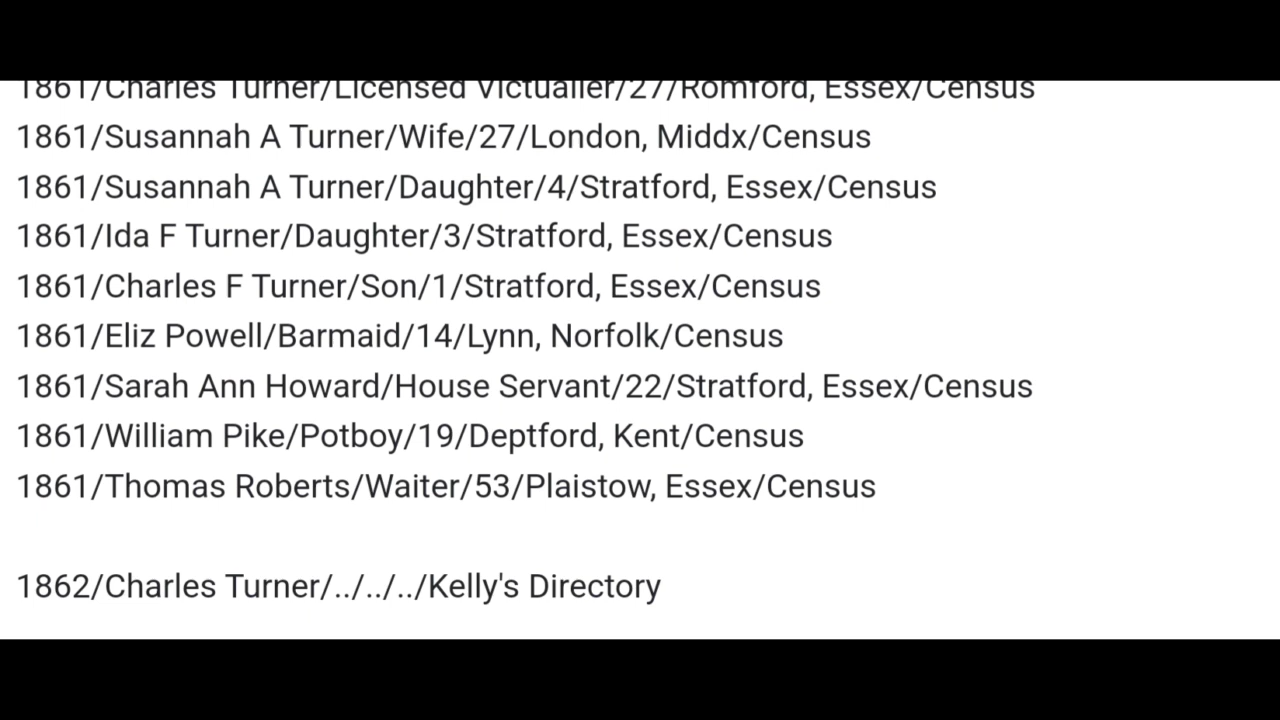 1861/Charles Turner/Licensed Victualler/27/Romford, Essex/Census
1861/Susannah A Turner/Wife/27/London, Middx/Census
1861/Susannah A Turner/Daughter/4/Stratford, Essex/Census
1861/Ida F Turner/Daughter/3/Stratford, Essex/Census
1861/Charles F Turner/Son/1/Stratford, Essex/Census
1861/Eliz Powell/Barmaid/14/Lynn, Norfolk/Census
1861/Sarah Ann Howard/House Servant/22/Stratford, Essex/Census
1861/William Pike/Potboy/19/Deptford, Kent/Census
1861/Thomas Roberts/Waiter/53/Plaistow, Essex/Census
1862/Charles Turner/../../../Kelly's Directory